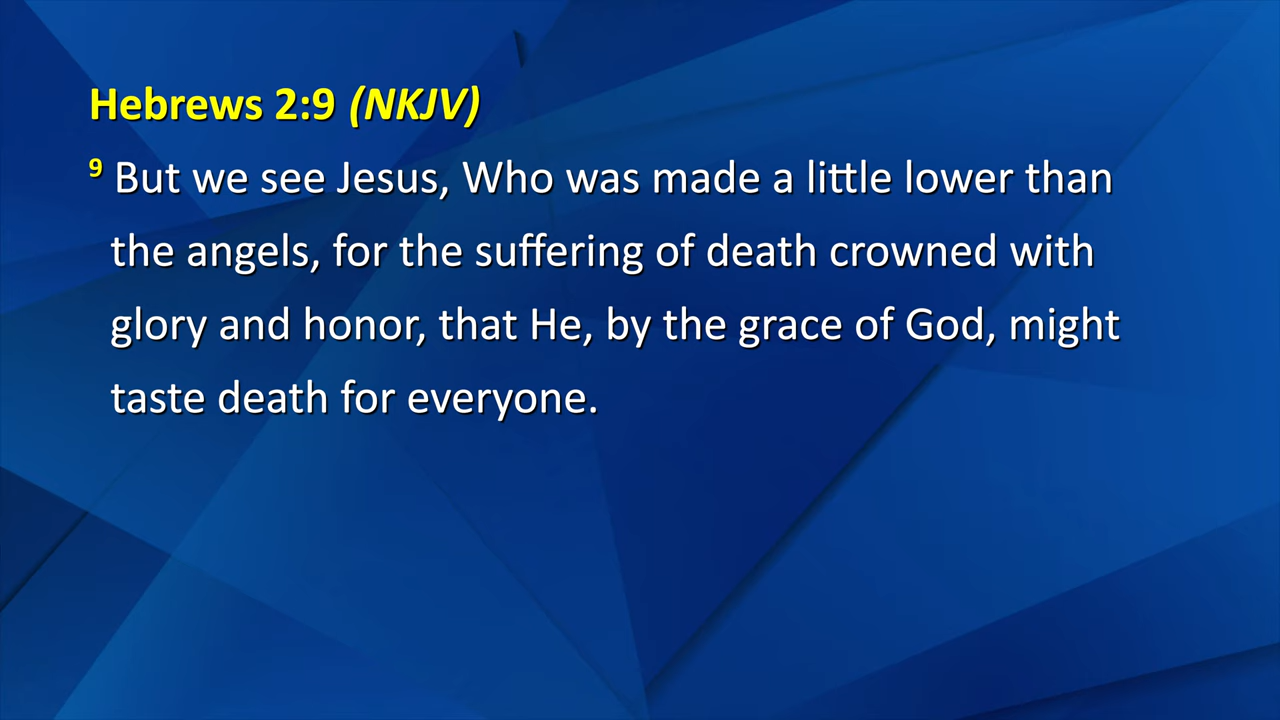 Hebrews 2:9 (NKJV)
9 But we see Jesus, Who was made a little lower than
the angels, for the suffering of death crowned with
glory and honor, that He, by the grace of God, might
taste death for everyone.